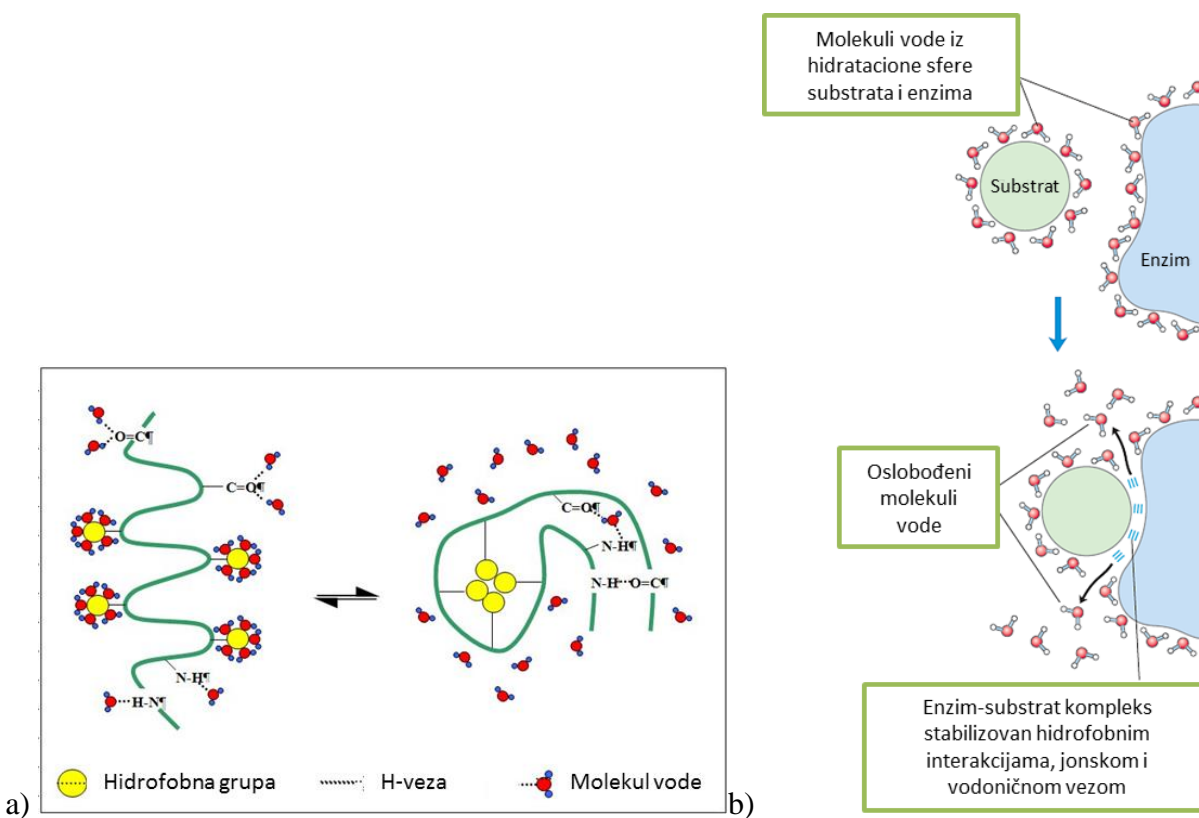 a)
O=C¶
C=O¶
N-H¶
H-N¶
C=O¶
N-H¶
N-H
O=C¶
Hidrofobna grupa
H-veza
Molekul vode
b)
Molekuli vode iz
hidratacione sfere
substrata i enzima
Substrat
Enzim
Oslobođeni
molekuli
vode
Enzim-substrat kompleks
stabilizovan hidrofobnim
interakcijama, jonskom i
vodoničnom vezom